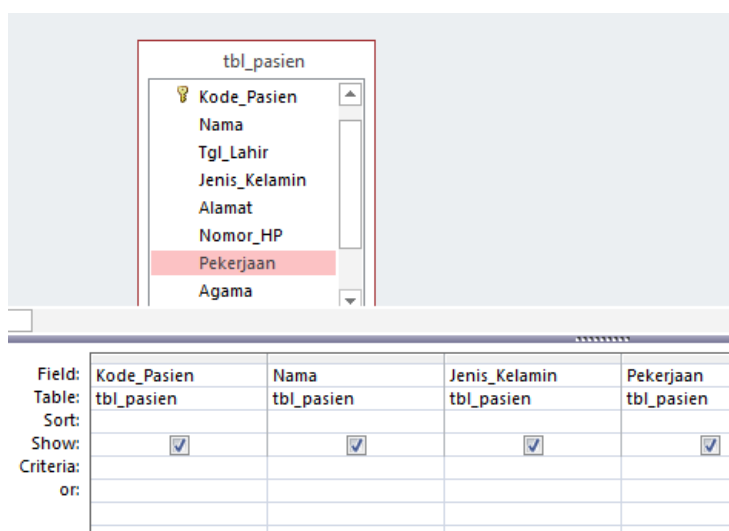 tbl_pasien
Kode_Pasien
Nama
Tgl_Lahir
Jenis_Kelamin
Alamat
Nomor_HP
Pekerjaan
Agama
Field: Kode_Pasien Nama Jenis_Kelamin Pekerjaan
Table: tbl_pasien tbl_pasien tbl_pasien tbl_pasien
Sort:
Show:
Criteria:
or: